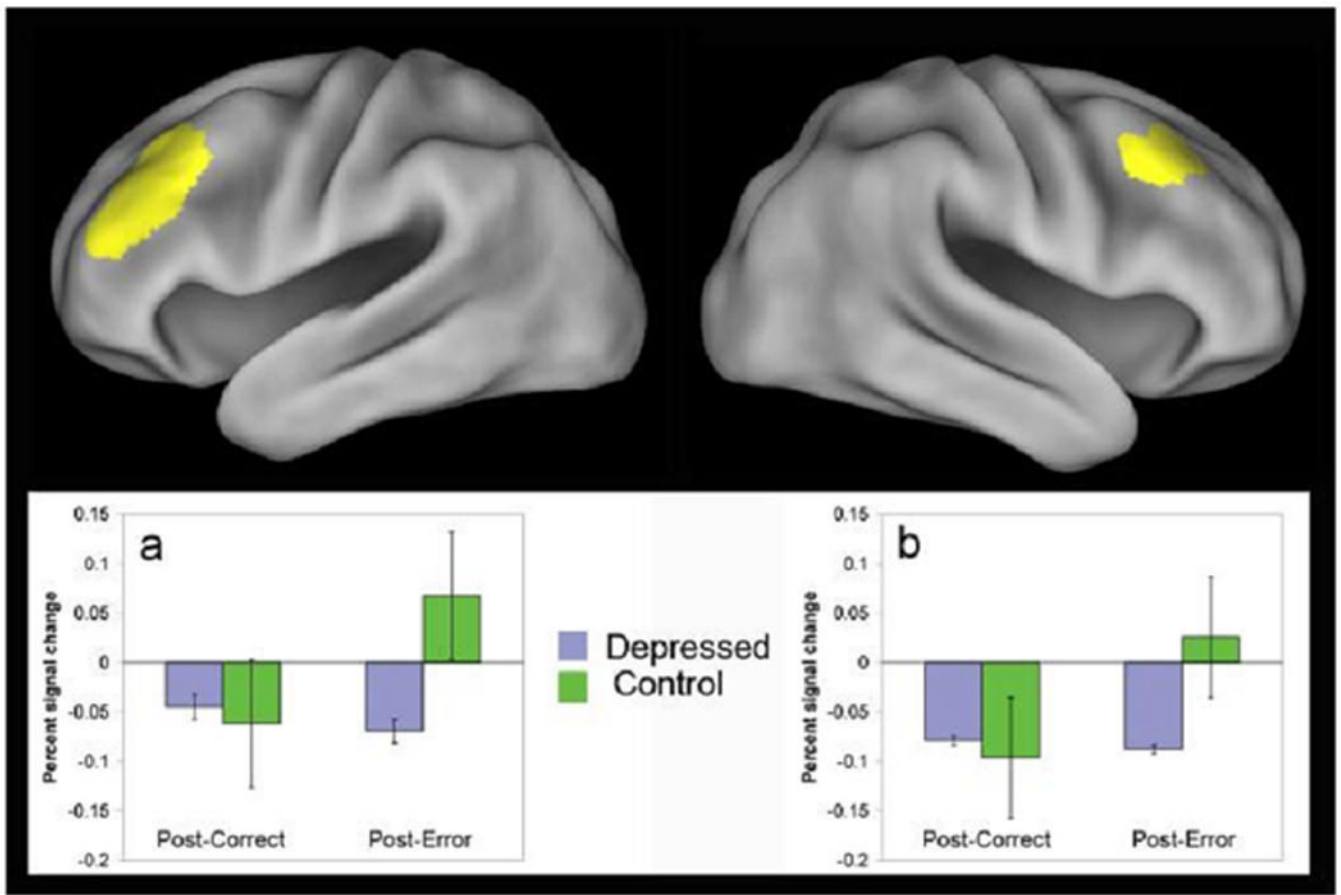 a
0.15
0.1
0.05
0
-0.05
-0.1
-0.15
-0.2
Percent signal change
Post-Correct Post-Error
Depressed
Control
b
0.15
0.1
0.05
0
-0.05
-0.1
-0.15
-0.2
Percent signal change
Post-Correct Post-Error